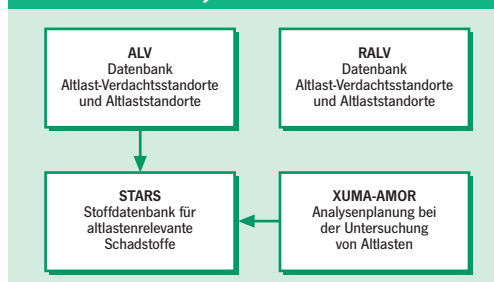 ALV
Datenbank
Altlast-Verdachtsstandorte
und Altlaststandorte
RALV
Datenbank
Altlast-Verdachtsstandorte
und Altlaststandorte
STARS
Stoffdatenbank für
altlastenrelevante
Schadstoffe
XUMA-AMOR
Analysenplanung bei
der Untersuchung
von Altlasten